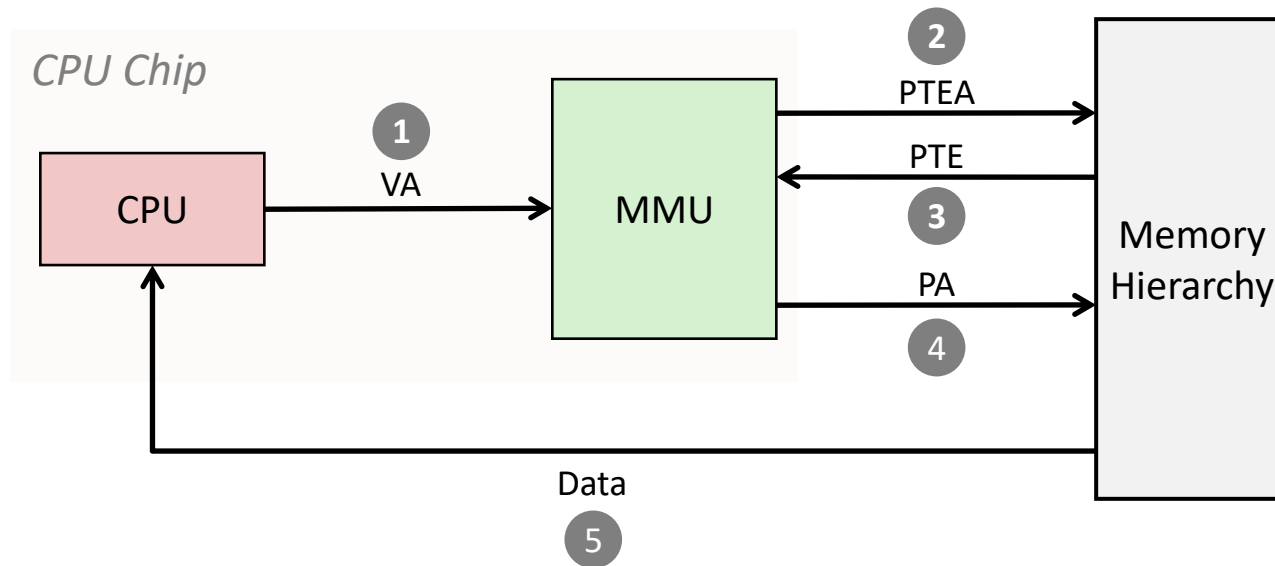 2
CPU Chip
PTEA
1
PTE
VA
CPU
MMU
3
Memory
Hierarchy
PA
4
Data
5